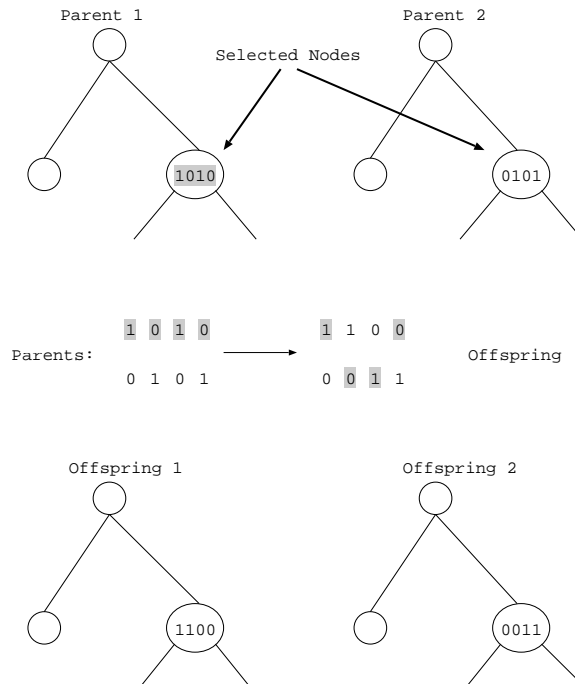 Parent 1
Parent 2
Selected Nodes
1010
0101
1 0 1 0
1 1 0 0
Parents:
Offspring
0 1 0 1
0 0 1 1
Offspring 1
Offspring 2
1100
0011